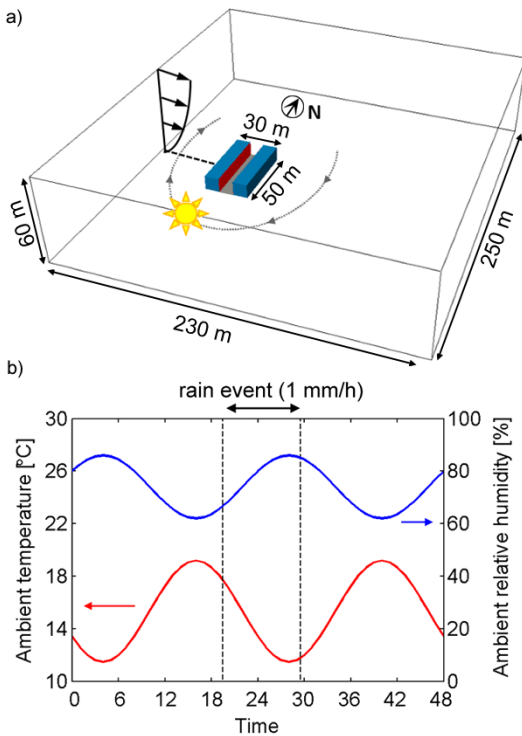 a)
N
30 m
50 m
60 m
230 m
250 m
b)
rain event (1 mm/h)
30
26
22
18
14
10
100
80
60
40
20
0
Ambient temperature [ºC]
Ambient relative humidity [%]
0 6 12 18 24 30 36 42 48
Time